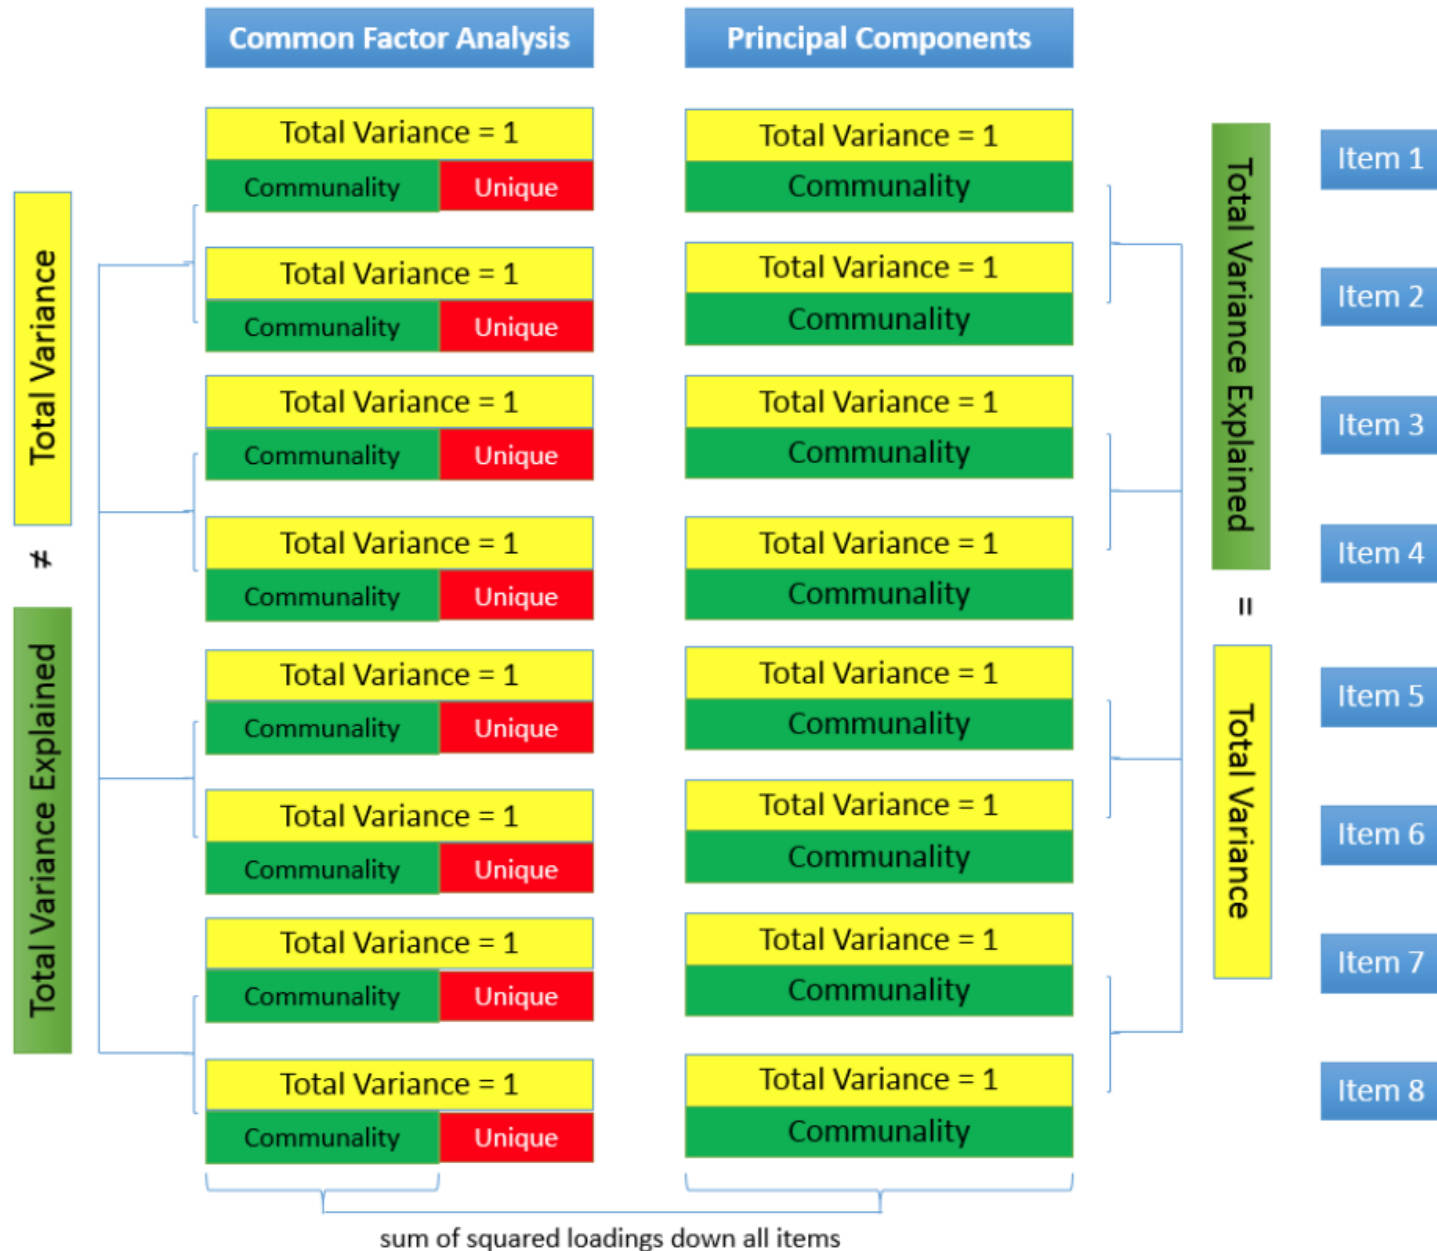 Common Factor Analysis
Principal Components
Total Variance = 1
Communality
Unique
Total Variance = 1
Communality
Item 1
Total Variance = 1
Communality
Unique
Total Variance = 1
Communality
Item 2
Total Variance = 1
Communality
Unique
Total Variance = 1
Communality
Item 3
Total Variance = 1
Communality
Unique
Total Variance = 1
Communality
Item 4
Total Variance = 1
Communality
Unique
Total Variance = 1
Communality
Item 5
Total Variance = 1
Communality
Unique
Total Variance = 1
Communality
Item 6
Total Variance = 1
Communality
Unique
Total Variance = 1
Communality
Item 7
Total Variance = 1
Communality
Unique
Total Variance = 1
Communality
Item 8
Total Variance
≠
Total Variance Explained
Total Variance Explained
=
Total Variance
sum of squared loadings down all items